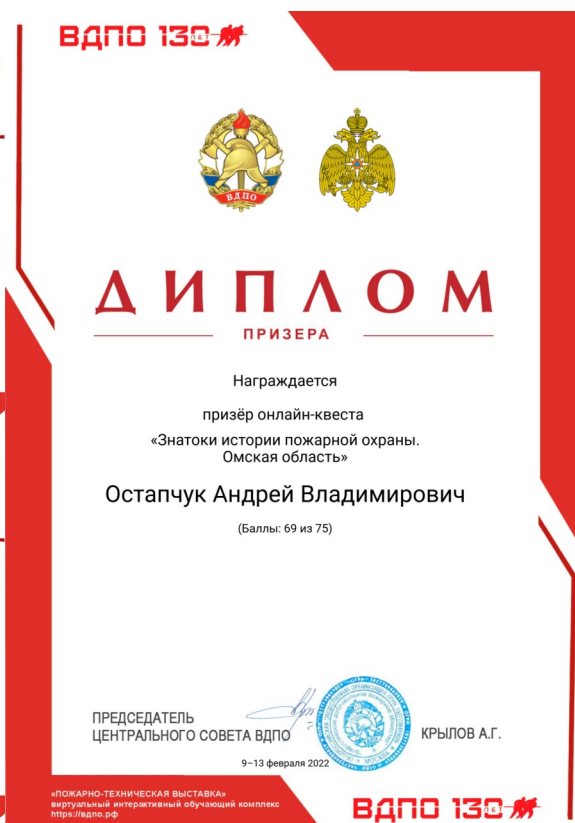 ВДПО 130 ЛЕТ
ВДПО
ДИПЛОМ
ПРИЗЕРА
Награждается
призёр онлайн-квеста
«Знатоки истории пожарной охраны.
Омская область»
Остапчук Андрей Владимирович
(Баллы: 69 из 75)
ПРЕДСЕДАТЕЛЬ
ЦЕНТРАЛЬНОГО СОВЕТА ВДПО
КРЫЛОВ А.Г.
9–13 февраля 2022
«ПОЖАРНО-ТЕХНИЧЕСКАЯ ВЫСТАВКА»
виртуальный интерактивный обучающий комплекс
https://вдпо.рф
ВДПО 130 ЛЕТ